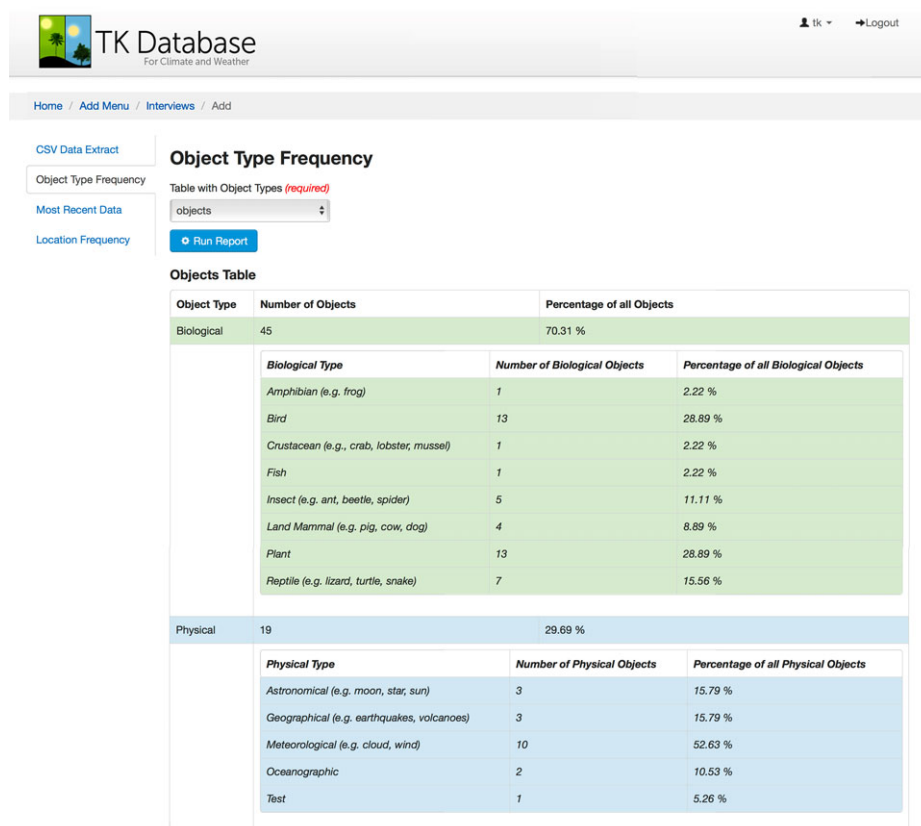 TK Database
For Climate and Weather
tk
Logout
Home / Add Menu / Interviews / Add
CSV Data Extract
Object Type Frequency
Most Recent Data
Location Frequency
Object Type Frequency
Table with Object Types (required)
objects
Run Report
Objects Table
Object Type Number of Objects Percentage of all Objects
Biological 45 70.31 %
Biological Type Number of Biological Objects Percentage of all Biological Objects
Amphibian (e.g. frog) 1 2.22 %
Bird 13 28.89 %
Crustacean (e.g., crab, lobster, mussel) 1 2.22 %
Fish 1 2.22 %
Insect (e.g. ant, beetle, spider) 5 11.11 %
Land Mammal (e.g. pig, cow, dog) 4 8.89 %
Plant 13 28.89 %
Reptile (e.g. lizard, turtle, snake) 7 15.56 %
Physical 19 29.69 %
Physical Type Number of Physical Objects Percentage of all Physical Objects
Astronomical (e.g. moon, star, sun) 3 15.79 %
Geographical (e.g. earthquakes, volcanoes) 3 15.79 %
Meteorological (e.g. cloud, wind) 10 52.63 %
Oceanographic 2 10.53 %
Test 1 5.26 %